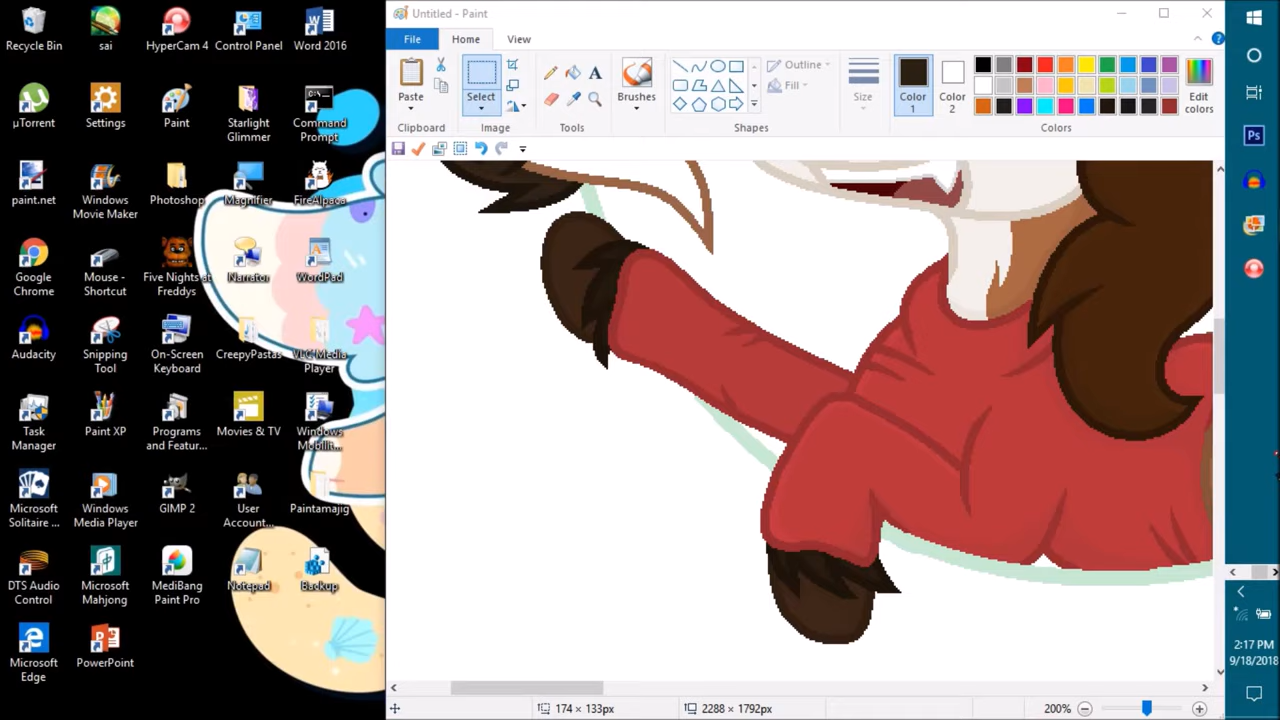 Untitled - Paint
File
Home
View
Paste
Select
Brushes
Outline
Fill
Size
Color
1
Color
2
Edit
colors
Clipboard
Image
Tools
Shapes
Colors
Recycle Bin
sai
HyperCam 4
Control Panel
Word 2016
µTorrent
Settings
Paint
Starlight
Glimmer
Command
Prompt
paint.net
Windows
Movie Maker
Photoshop
Magnifier
FireAlpaca
Google
Chrome
Mouse -
Shortcut
Five Nights at
Freddys
Narrator
WordPad
Audacity
Snipping
Tool
On-Screen
Keyboard
CreepyPastas
VLC Media
Player
Task
Manager
Paint XP
Programs
and Featur...
Movies & TV
Windows
Mobilit...
Microsoft
Solitaire ...
Windows
Media Player
GIMP 2
User
Account...
Paintamajig
DTS Audio
Control
Microsoft
Mahjong
MediBang
Paint Pro
Notepad
Backup
Microsoft
Edge
PowerPoint
Ps
2:17 PM
9/18/2018
174 × 133px
2288 × 1792px
200%